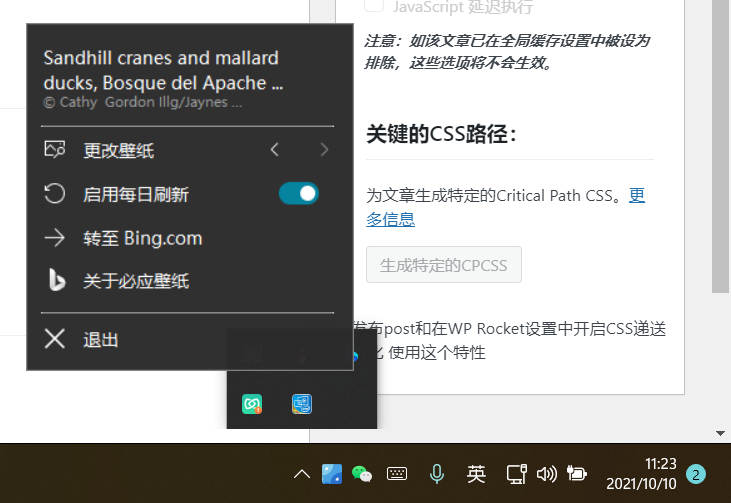 JavaScript 延迟执行
注意：如该文章已在全局缓存设置中被设为
排除，这些选项将不会生效。
关键的CSS路径：
为文章生成特定的Critical Path CSS。更
多信息
生成特定的CPCSS
发布post和在WP Rocket设置中开启CSS递送
化 使用这个特性
Sandhill cranes and mallard
ducks, Bosque del Apache ...
© Cathy Gordon Illg/Jaynes ...
更改壁纸
启用每日刷新
转至 Bing.com
关于必应壁纸
退出
英
11:23
2021/10/10
2